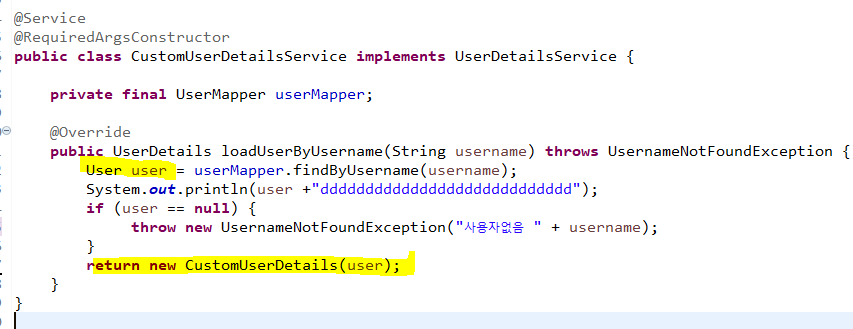 @Service
@RequiredArgsConstructor
public class CustomUserDetailsService implements UserDetailsService {
private final UserMapper userMapper;
@Override
public UserDetails loadUserByUsername(String username) throws UsernameNotFoundException {
User user = userMapper.findByUsername(username);
System.out.println(user +"dddddddddddddddddddddddddddd");
if (user == null) {
throw new UsernameNotFoundException("사용자없음 " + username);
}
return new CustomUserDetails(user);
}
}